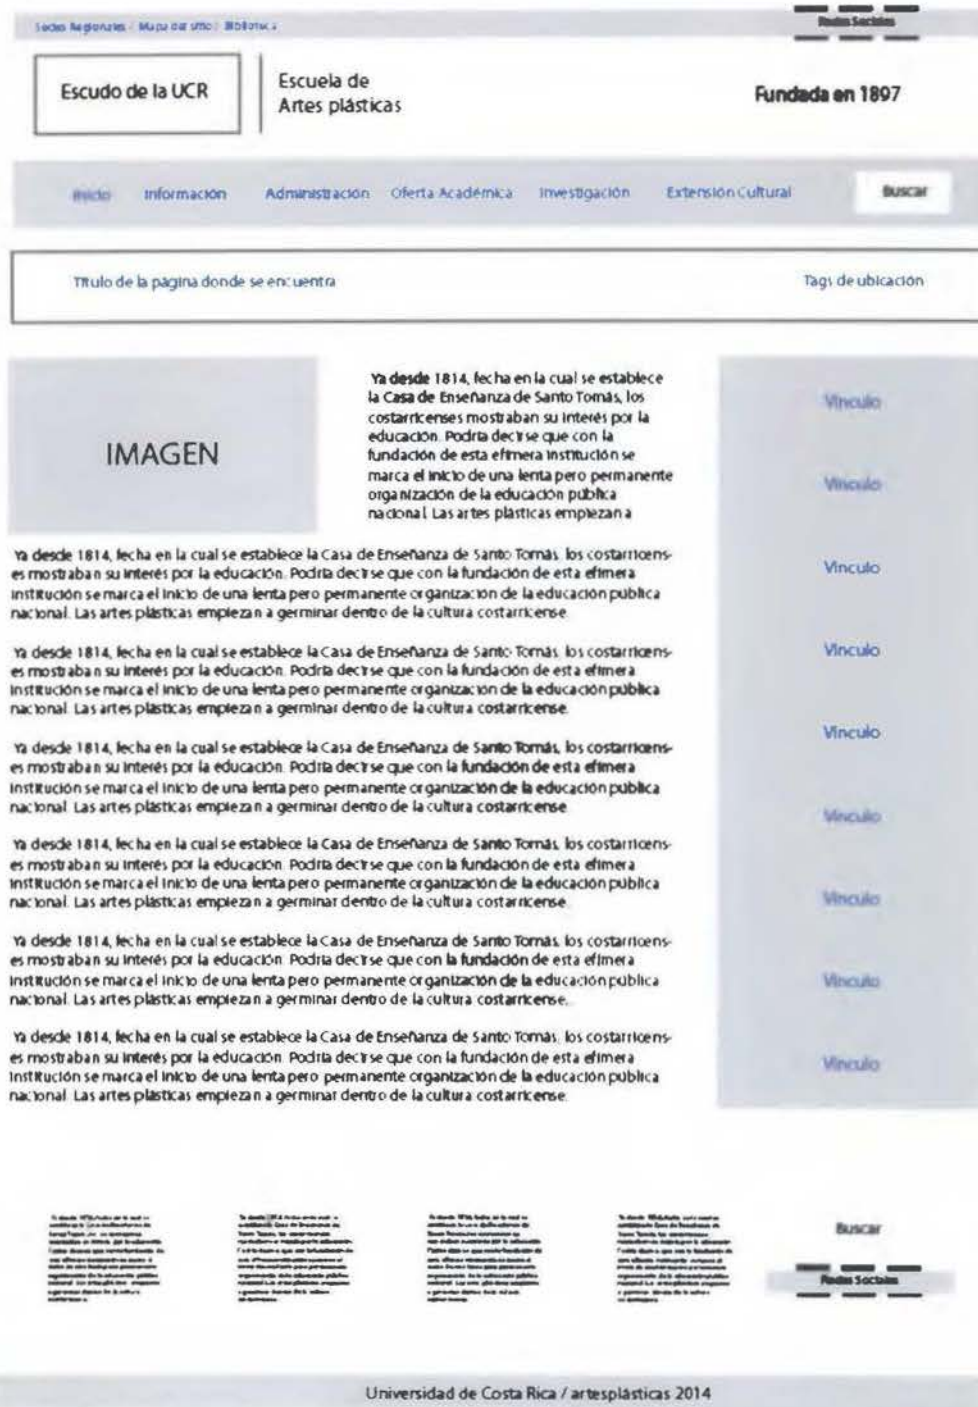 Sedes Regionales / Mapa del sitio / Biblioteca
Redes Sociales
Escudo de la UCR
Escuela de
Artes plásticas
Fundada en 1897
Inicio Información Administración Oferta Académica Investigación Extensión Cultural Buscar
Título de la página donde se encuentra Tags de ubicación
IMAGEN
Ya desde 1814, fecha en la cual se establece
la Casa de Enseñanza de Santo Tomás, los
costarricenses mostraban su interés por la
educación. Podría decirse que con la
fundación de esta efímera institución se
marca el inicio de una lenta pero permanente
organización de la educación pública
nacional. Las artes plásticas empiezan a
Ya desde 1814, fecha en la cual se establece la Casa de Enseñanza de Santo Tomás, los costarricens-
es mostraban su interés por la educación. Podría decirse que con la fundación de esta efímera
institución se marca el inicio de una lenta pero permanente organización de la educación pública
nacional. Las artes plásticas empiezan a germinar dentro de la cultura costarricense.
Ya desde 1814, fecha en la cual se establece la Casa de Enseñanza de Santo Tomás, los costarricens-
es mostraban su interés por la educación. Podría decirse que con la fundación de esta efímera
institución se marca el inicio de una lenta pero permanente organización de la educación pública
nacional. Las artes plásticas empiezan a germinar dentro de la cultura costarricense.
Ya desde 1814, fecha en la cual se establece la Casa de Enseñanza de Santo Tomás, los costarricens-
es mostraban su interés por la educación. Podría decirse que con la fundación de esta efímera
institución se marca el inicio de una lenta pero permanente organización de la educación pública
nacional. Las artes plásticas empiezan a germinar dentro de la cultura costarricense.
Ya desde 1814, fecha en la cual se establece la Casa de Enseñanza de Santo Tomás, los costarricens-
es mostraban su interés por la educación. Podría decirse que con la fundación de esta efímera
institución se marca el inicio de una lenta pero permanente organización de la educación pública
nacional. Las artes plásticas empiezan a germinar dentro de la cultura costarricense.
Ya desde 1814, fecha en la cual se establece la Casa de Enseñanza de Santo Tomás, los costarricens-
es mostraban su interés por la educación. Podría decirse que con la fundación de esta efímera
institución se marca el inicio de una lenta pero permanente organización de la educación pública
nacional. Las artes plásticas empiezan a germinar dentro de la cultura costarricense.
Ya desde 1814, fecha en la cual se establece la Casa de Enseñanza de Santo Tomás, los costarricens-
es mostraban su interés por la educación. Podría decirse que con la fundación de esta efímera
institución se marca el inicio de una lenta pero permanente organización de la educación pública
nacional. Las artes plásticas empiezan a germinar dentro de la cultura costarricense.
Vínculo
Vínculo
Vínculo
Vínculo
Vínculo
Vínculo
Vínculo
Vínculo
Vínculo
Buscar
Redes Sociales
Universidad de Costa Rica / artesplásticas 2014